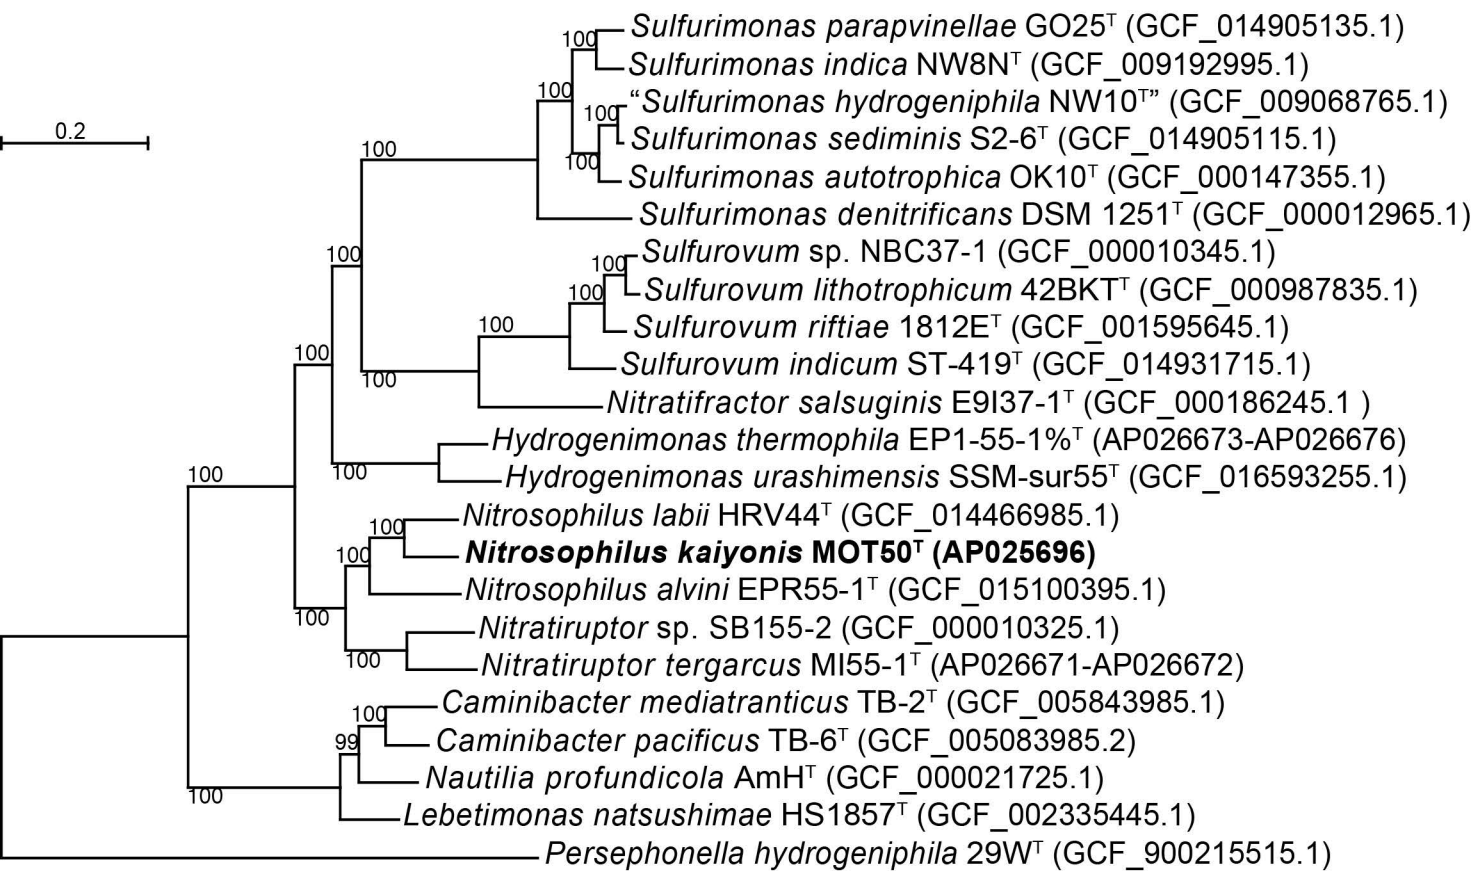 Sulfurimonas parapvinellae GO25ᵀ (GCF_014905135.1)
100
Sulfurimonas indica NW8Nᵀ (GCF_009192995.1)
100
“Sulfurimonas hydrogeniphila NW10ᵀ” (GCF_009068765.1)
100
0.2
Sulfurimonas sediminis S2-6ᵀ (GCF_014905115.1)
100
100
Sulfurimonas autotrophica OK10ᵀ (GCF_000147355.1)
Sulfurimonas denitrificans DSM 1251ᵀ (GCF_000012965.1)
100
Sulfurovum sp. NBC37-1 (GCF_000010345.1)
100
Sulfurovum lithotrophicum 42BKTᵀ (GCF_000987835.1)
100
Sulfurovum riftiae 1812Eᵀ (GCF_001595645.1)
100
100
Sulfurovum indicum ST-419ᵀ (GCF_014931715.1)
100
Nitratifractor salsuginis E9I37-1ᵀ (GCF_000186245.1 )
Hydrogenimonas thermophila EP1-55-1%ᵀ (AP026673-AP026676)
100
100
Hydrogenimonas urashimensis SSM-sur55ᵀ (GCF_016593255.1)
Nitrosophilus labii HRV44ᵀ (GCF_014466985.1)
100
Nitrosophilus kaiyonis MOT50ᵀ (AP025696)
100
Nitrosophilus alvini EPR55-1ᵀ (GCF_015100395.1)
100
Nitratiruptor sp. SB155-2 (GCF_000010325.1)
100
Nitratiruptor tergarcus MI55-1ᵀ (AP026671-AP026672)
Caminibacter mediatranticus TB-2ᵀ (GCF_005843985.1)
100
Caminibacter pacificus TB-6ᵀ (GCF_005083985.2)
99
Nautilia profundicola AmHᵀ (GCF_000021725.1)
100
Lebetimonas natsushimae HS1857ᵀ (GCF_002335445.1)
Persephonella hydrogeniphila 29Wᵀ (GCF_900215515.1)